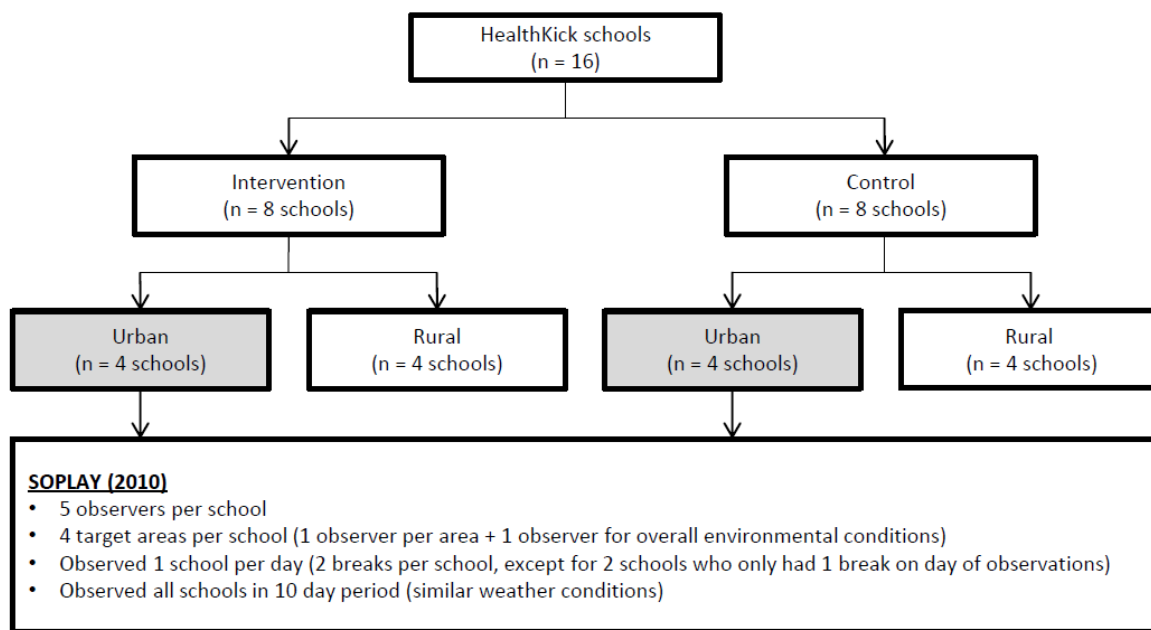 HealthKick schools
(n = 16)
Intervention
(n = 8 schools)
Control
(n = 8 schools)
Urban
(n = 4 schools)
Rural
(n = 4 schools)
Urban
(n = 4 schools)
Rural
(n = 4 schools)
SOPLAY (2010)
• 5 observers per school
• 4 target areas per school (1 observer per area + 1 observer for overall environmental conditions)
• Observed 1 school per day (2 breaks per school, except for 2 schools who only had 1 break on day of observations)
• Observed all schools in 10 day period (similar weather conditions)